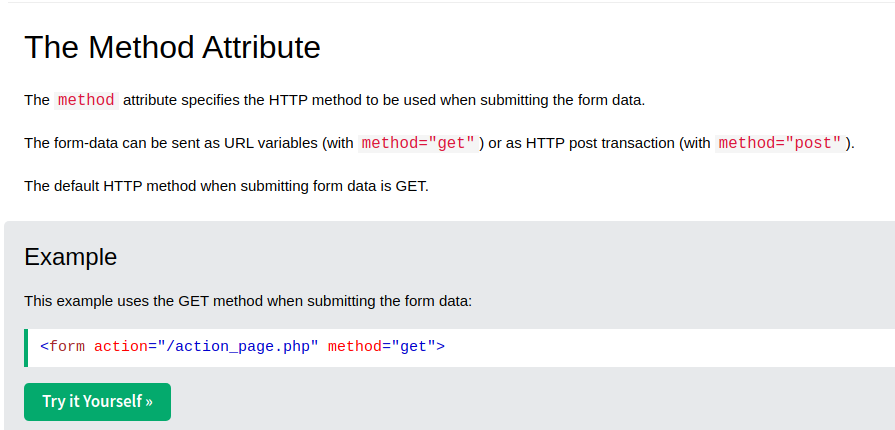 The Method Attribute
The method attribute specifies the HTTP method to be used when submitting the form data.
The form-data can be sent as URL variables (with method="get" ) or as HTTP post transaction (with method="post" ).
The default HTTP method when submitting form data is GET.
Example
This example uses the GET method when submitting the form data:
<form action="/action_page.php" method="get">
Try it Yourself »